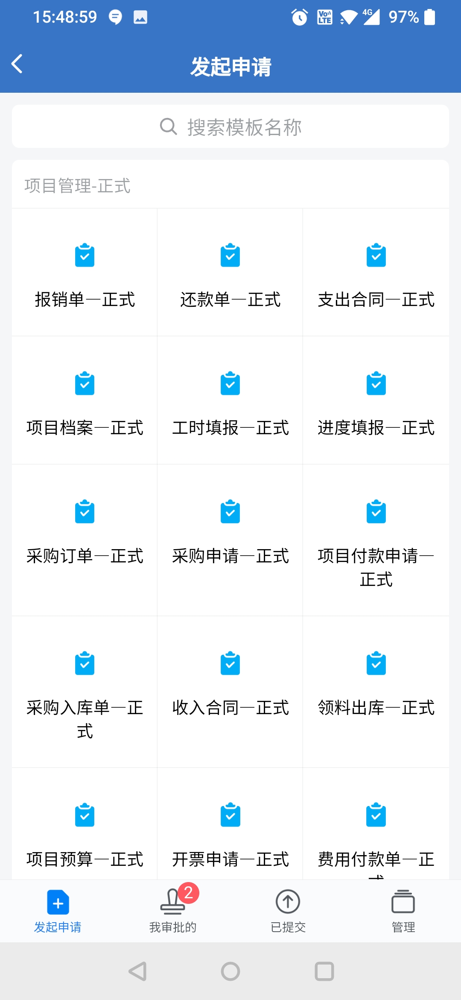 15:48:59
Vo LTE
4G
97%
发起申请
搜索模板名称
项目管理-正式
报销单—正式
还款单—正式
支出合同—正式
项目档案—正式
工时填报—正式
进度填报—正式
采购订单—正式
采购申请—正式
项目付款申请—
正式
采购入库单—正
式
收入合同—正式
领料出库—正式
项目预算—正式
开票申请—正式
费用付款单—正
2
发起申请
我审批的
已提交
管理